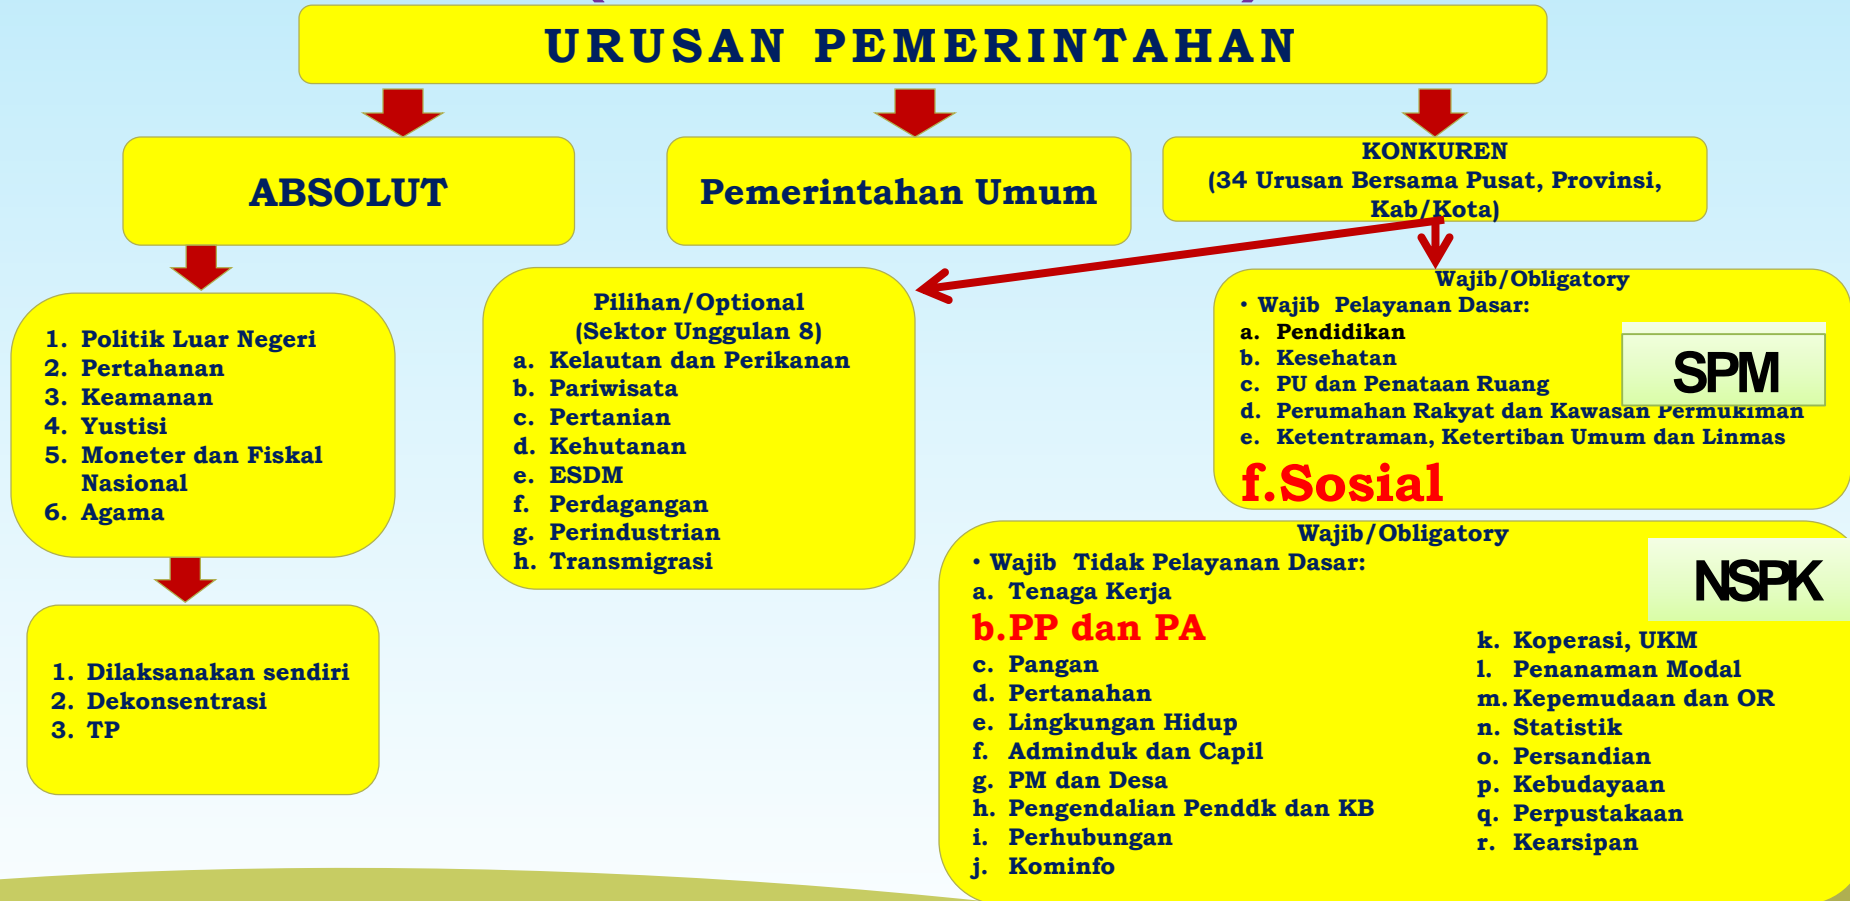 URUSAN PEMERINTAHAN
ABSOLUT
Pemerintahan Umum
KONKUREN
(34 Urusan Bersama Pusat, Provinsi,
Kab/Kota)
1. Politik Luar Negeri
2. Pertahanan
3. Keamanan
4. Yustisi
5. Moneter dan Fiskal
Nasional
6. Agama
1. Dilaksanakan sendiri
2. Dekonsentrasi
3. TP
Pilihan/Optional
(Sektor Unggulan 8)
a. Kelautan dan Perikanan
b. Pariwisata
c. Pertanian
d. Kehutanan
e. ESDM
f. Perdagangan
g. Perindustrian
h. Transmigrasi
Wajib/Obligatory
• Wajib Pelayanan Dasar:
a. Pendidikan
b. Kesehatan
c. PU dan Penataan Ruang
d. Perumahan Rakyat dan Kawasan Permukiman
e. Ketentraman, Ketertiban Umum dan Linmas
f.Sosial
SPM
Wajib/Obligatory
• Wajib Tidak Pelayanan Dasar:
a. Tenaga Kerja
b.PP dan PA
c. Pangan
d. Pertanahan
e. Lingkungan Hidup
f. Adminduk dan Capil
g. PM dan Desa
h. Pengendalian Penddk dan KB
i. Perhubungan
j. Kominfo
NSPK
k. Koperasi, UKM
l. Penanaman Modal
m. Kepemudaan dan OR
n. Statistik
o. Persandian
p. Kebudayaan
q. Perpustakaan
r. Kearsipan